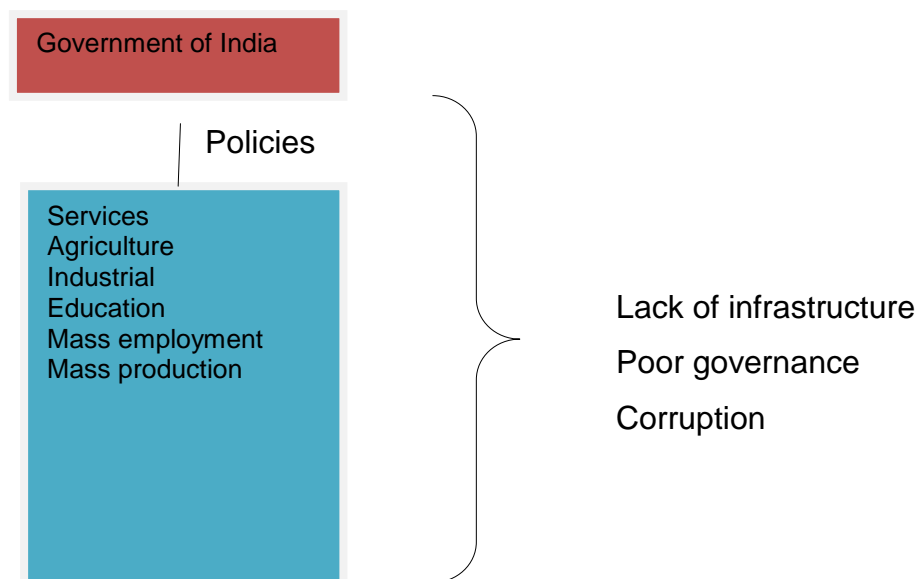 Government of India
Policies
Services
Agriculture
Industrial
Education
Mass employment
Mass production
Lack of infrastructure
Poor governance
Corruption